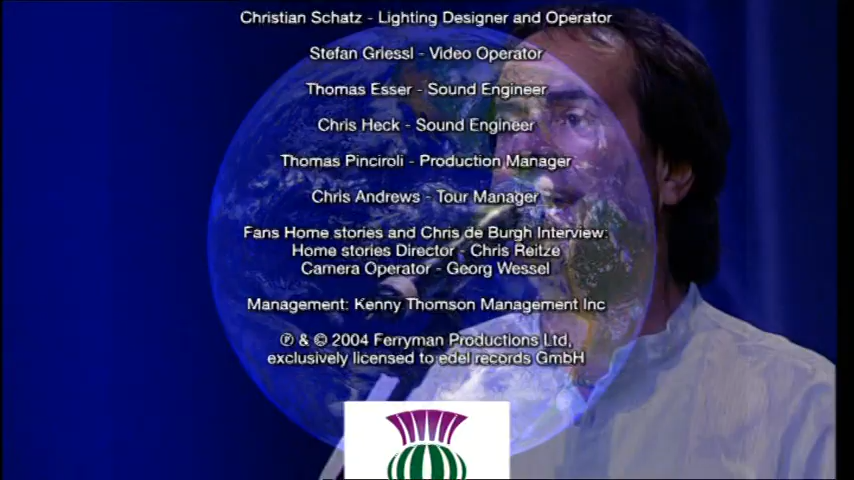 Christian Schatz - Lighting Designer and Operator
Stefan Griessl - Video Operator
Thomas Esser - Sound Engineer
Chris Heck - Sound Engineer
Thomas Pinciroli - Production Manager
Chris Andrews - Tour Manager
Fans Home stories and Chris de Burgh Interview:
Home stories Director - Chris Reitze
Camera Operator - Georg Wessel
Management: Kenny Thomson Management Inc
℗ & © 2004 Ferryman Productions Ltd,
exclusively licensed to edel records GmbH